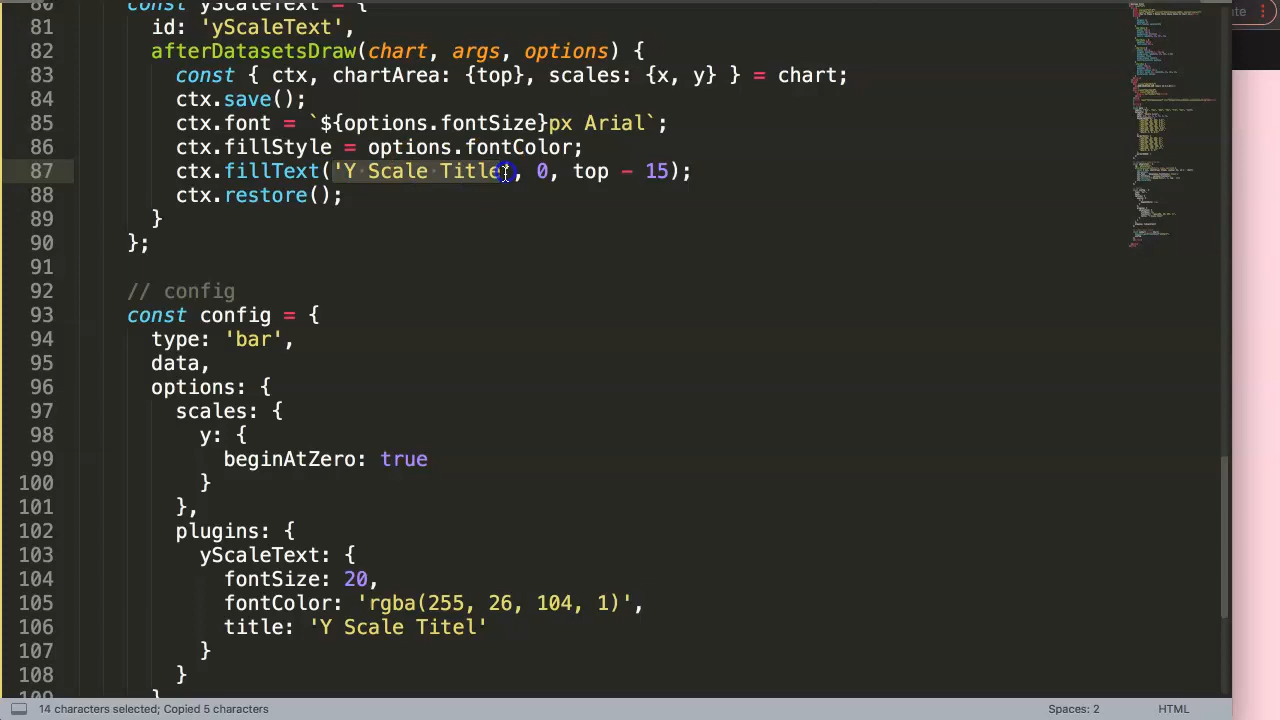 80 const yScaleText = {
81 id: 'yScaleText',
82 afterDatasetsDraw(chart, args, options) {
83 const { ctx, chartArea: {top}, scales: {x, y} } = chart;
84 ctx.save();
85 ctx.font = `${options.fontSize}px Arial`;
86 ctx.fillStyle = options.fontColor;
87 ctx.fillText('Y Scale Title', 0, top - 15);
88 ctx.restore();
89 }
90 };
91
92 // config
93 const config = {
94 type: 'bar',
95 data,
96 options: {
97 scales: {
98 y: {
99 beginAtZero: true
100 }
101 },
102 plugins: {
103 yScaleText: {
104 fontSize: 20,
105 fontColor: 'rgba(255, 26, 104, 1)',
106 title: 'Y Scale Titel'
107 }
108 }
109 }
14 characters selected; Copied 5 characters
Spaces: 2
HTML